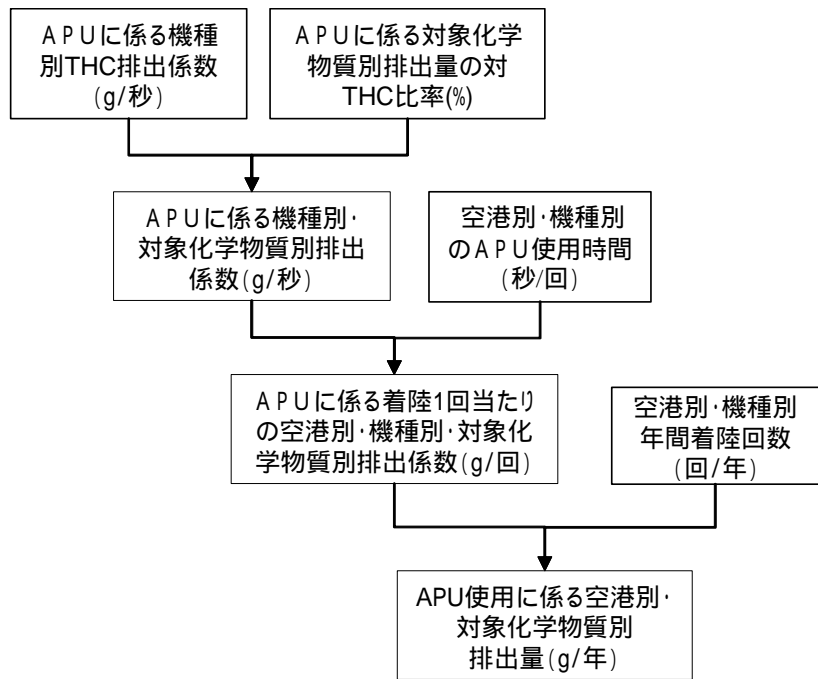 APUに係る機種
別THC排出係数
(g/秒)
APUに係る対象化学
物質別排出量の対
THC比率(%)
APUに係る機種別·
対象化学物質別排出
係数(g/秒)
空港別·機種別
のAPU使用時間
(秒/回)
APUに係る着陸1回当たり
の空港別·機種別·対象化
学物質別排出係数(g/回)
空港別·機種別
年間着陸回数
(回/年)
APU使用に係る空港別·
対象化学物質別
排出量(g/年)